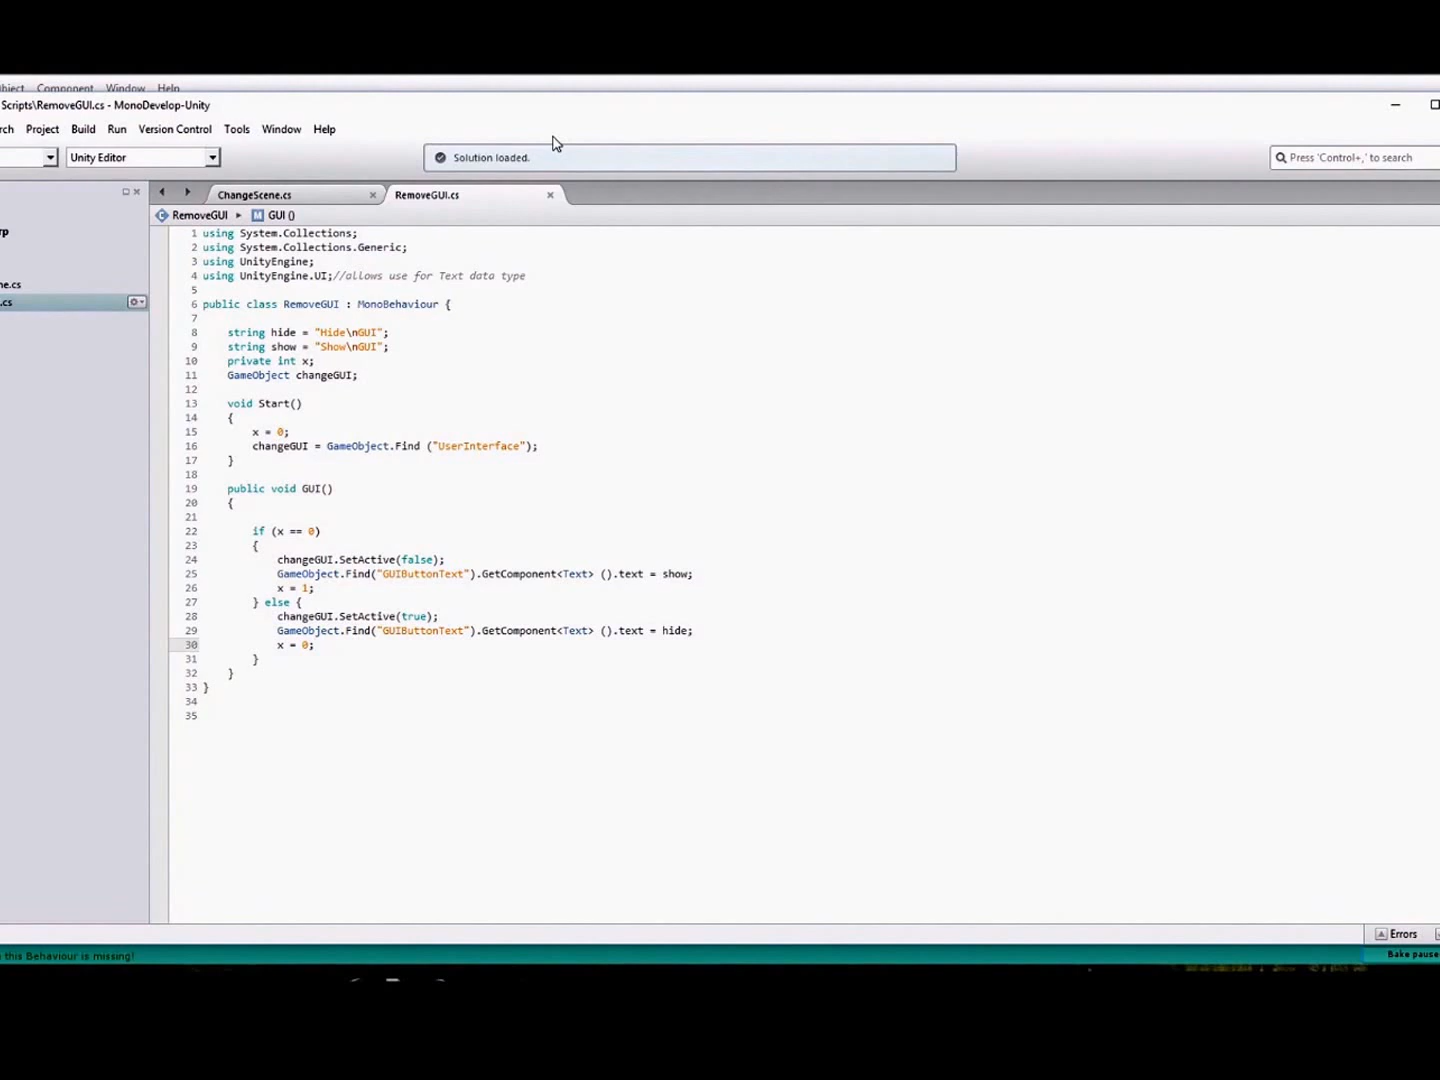 Object Component Window Help
Scripts\RemoveGUI.cs - MonoDevelop-Unity
rch Project Build Run Version Control Tools Window Help
Unity Editor
Solution loaded.
Press 'Control+,' to search
ChangeScene.cs
RemoveGUI.cs
RemoveGUI
GUI ()
rp
ne.cs
.cs
1 using System.Collections;
2 using System.Collections.Generic;
3 using UnityEngine;
4 using UnityEngine.UI;//allows use for Text data type
5
6 public class RemoveGUI : MonoBehaviour {
7
8 string hide = "Hide\nGUI";
9 string show = "Show\nGUI";
10 private int x;
11 GameObject changeGUI;
12
13 void Start()
14 {
15 x = 0;
16 changeGUI = GameObject.Find ("UserInterface");
17 }
18
19 public void GUI()
20 {
21
22 if (x == 0)
23 {
24 changeGUI.SetActive(false);
25 GameObject.Find("GUIButtonText").GetComponent<Text> ().text = show;
26 x = 1;
27 } else {
28 changeGUI.SetActive(true);
29 GameObject.Find("GUIButtonText").GetComponent<Text> ().text = hide;
30 x = 0;
31 }
32 }
33 }
34
35
Errors
this Behaviour is missing!
Bake pause